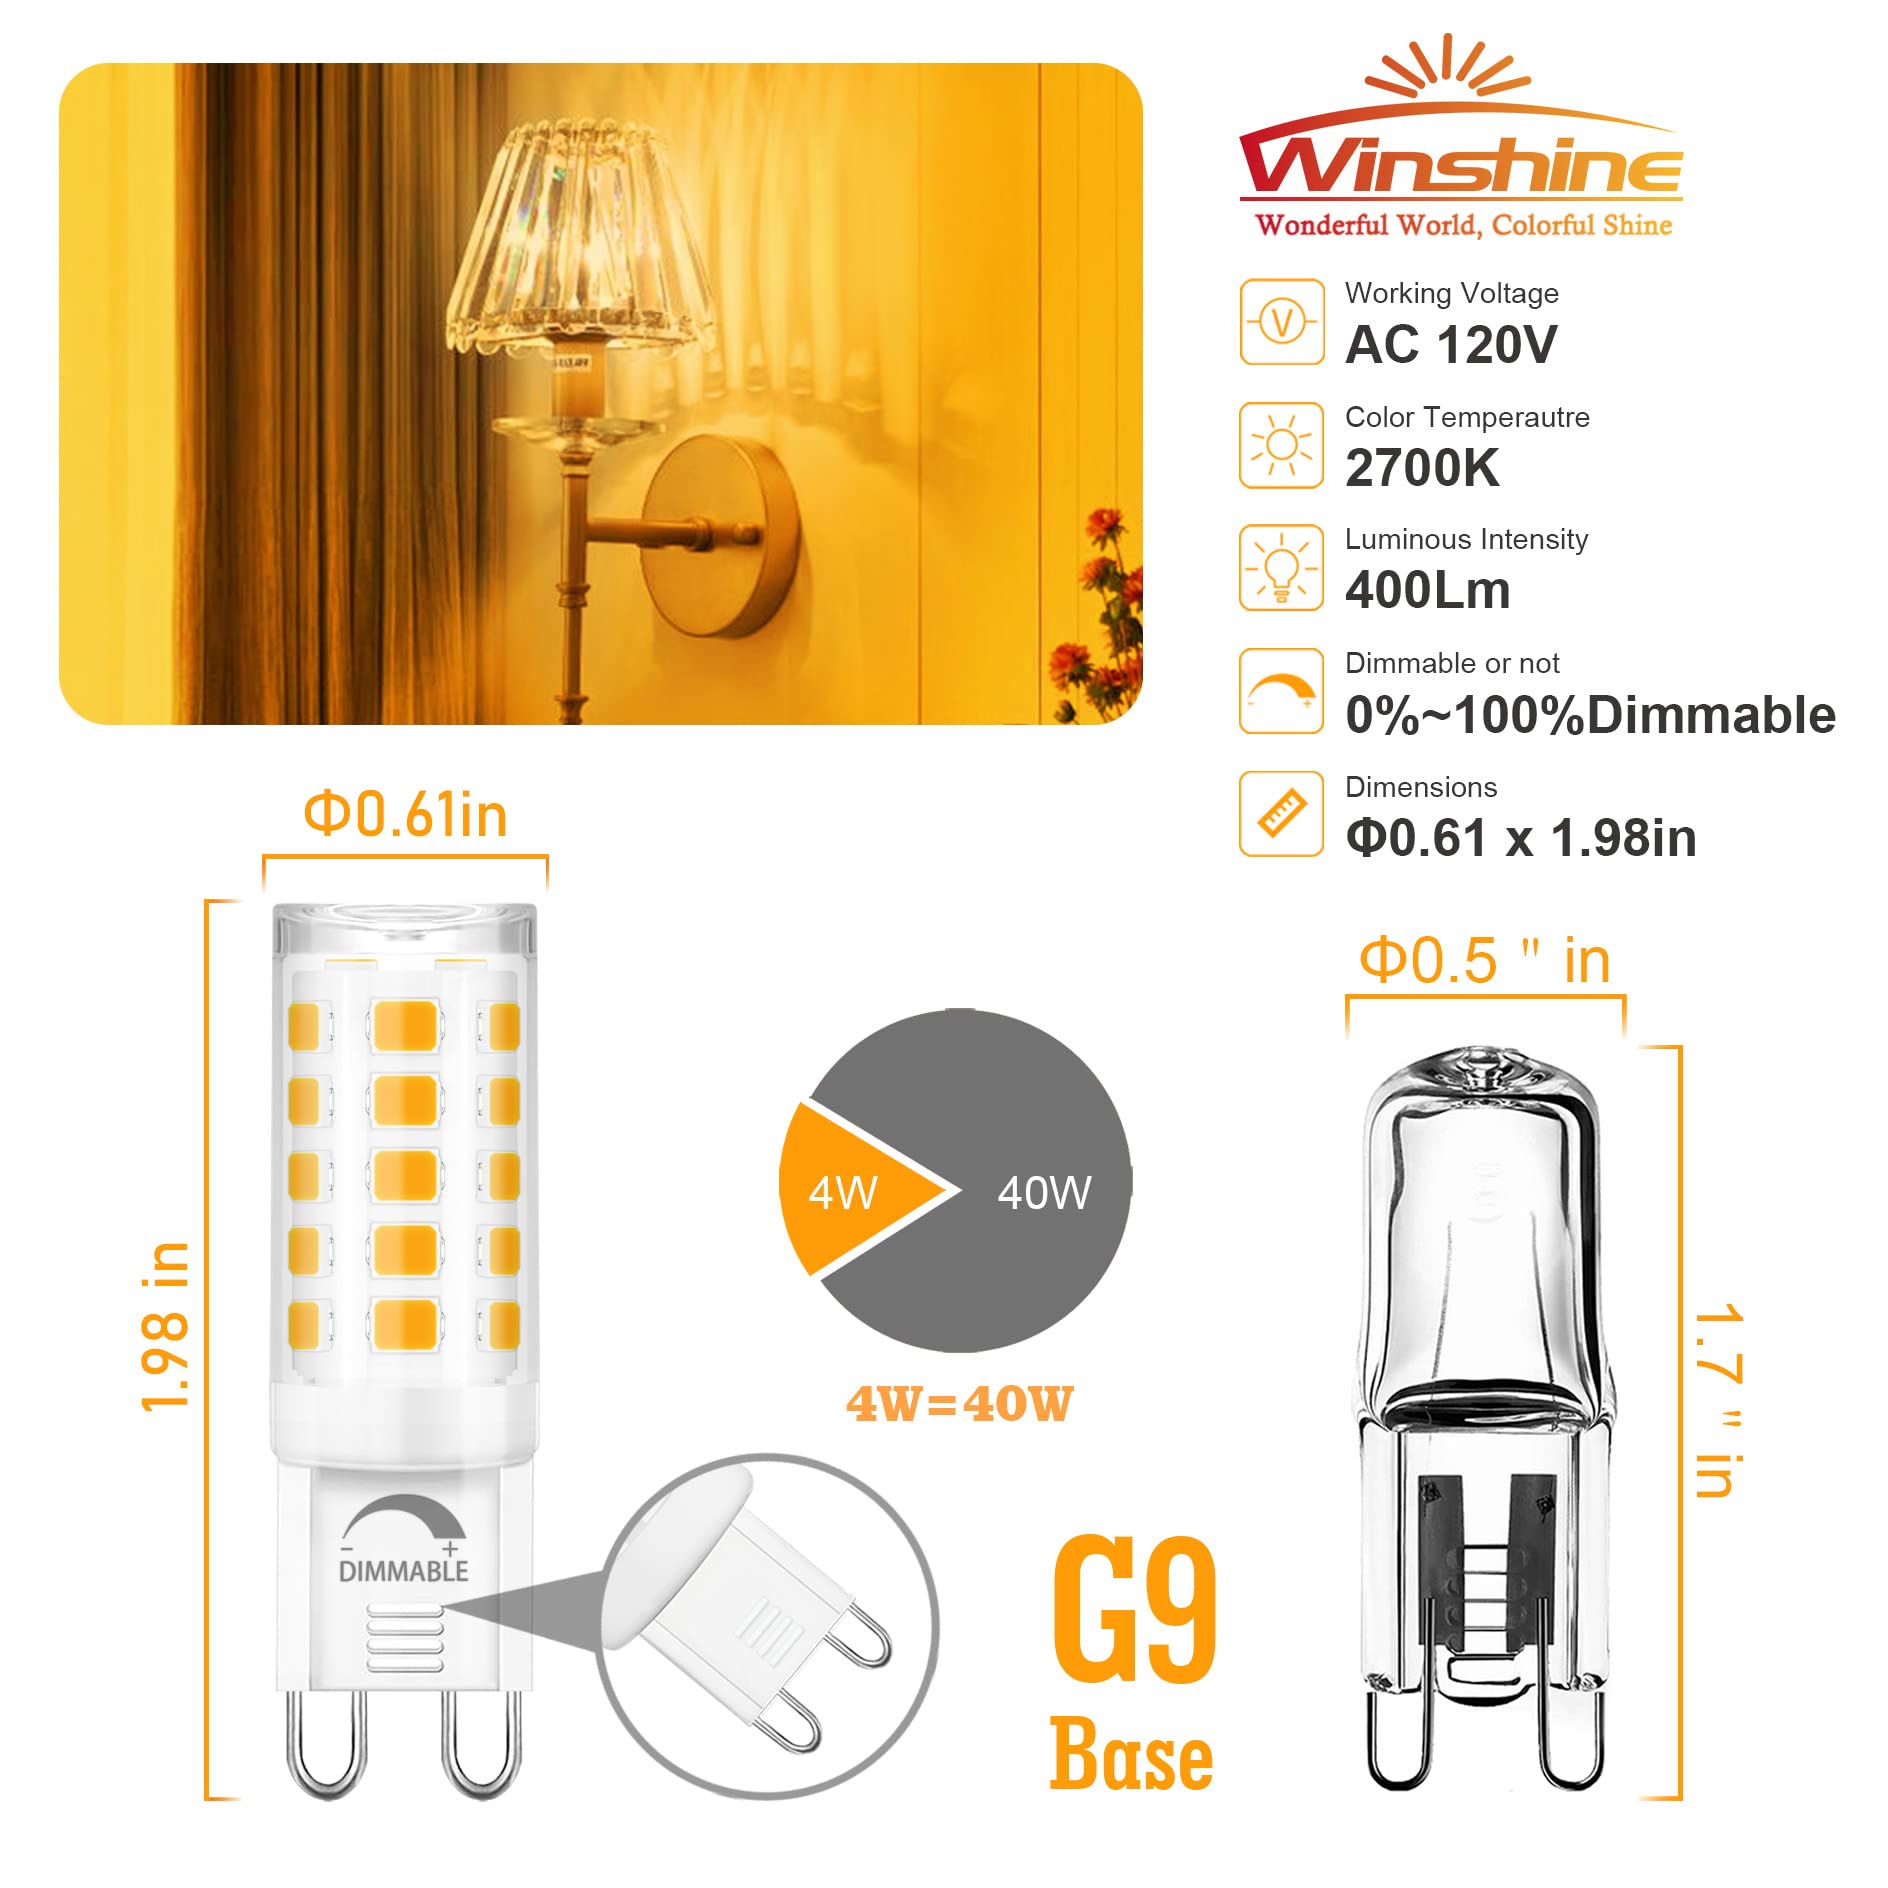 Winshine
Wonderful World, Colorful Shine
Working Voltage
AC 120V
Color Temperautre
2700K
Luminous Intensity
400Lm
Dimmable or not
0%~100%Dimmable
Dimensions
Φ0.61 x 1.98in
Φ0.61in
1.98 in
DIMMABLE
4W
40W
4W=40W
G9
Base
Φ0.5 " in
1.7 " in